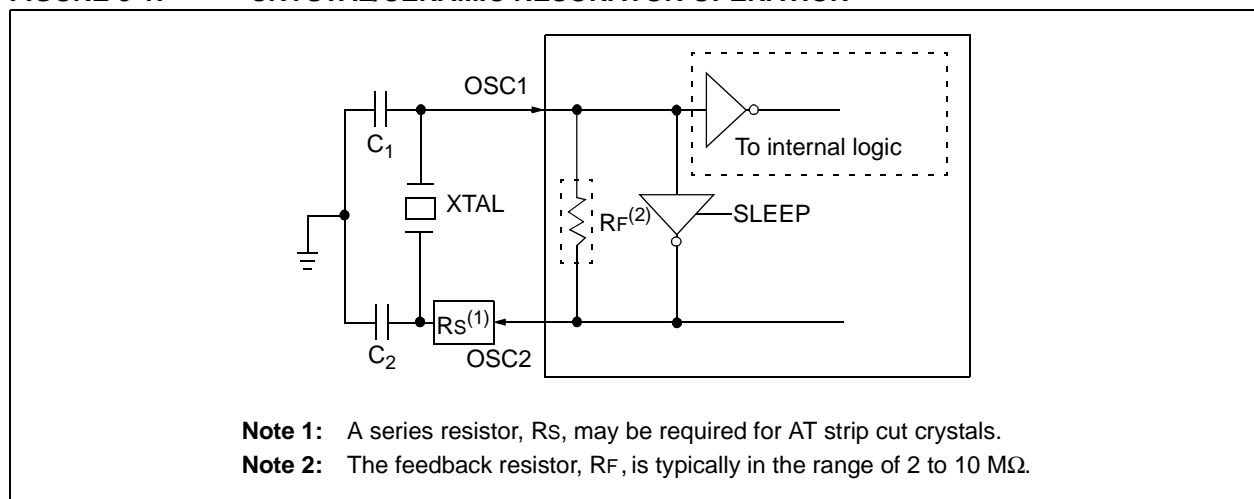 OSC1
C1
To internal logic
XTAL
RF(2)
SLEEP
RS(1)
C2
OSC2
Note 1: A series resistor, RS, may be required for AT strip cut crystals.
Note 2: The feedback resistor, RF, is typically in the range of 2 to 10 MΩ.